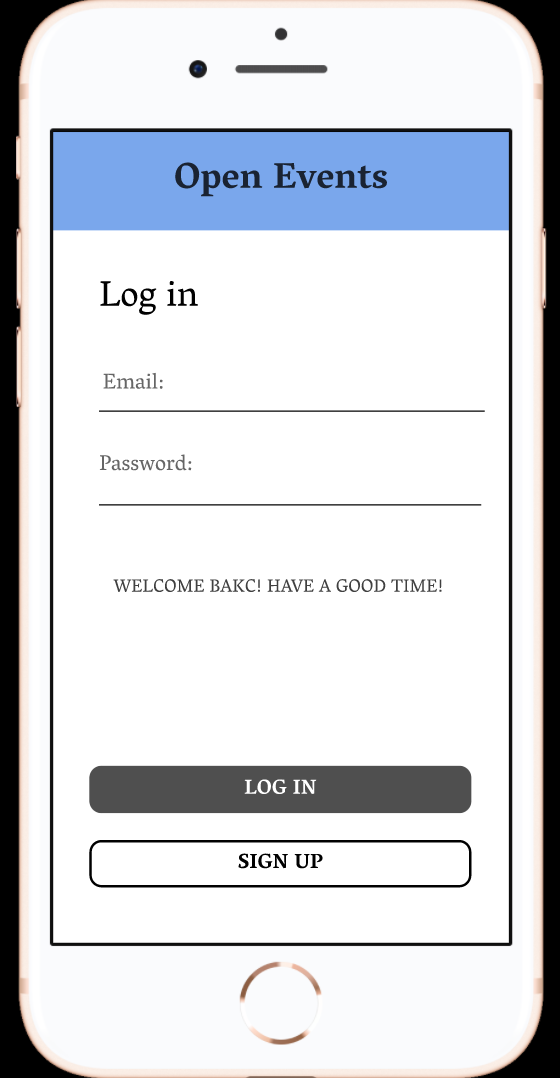 Open Events
Log in
Email:
Password:
WELCOME BAKC! HAVE A GOOD TIME!
LOG IN
SIGN UP